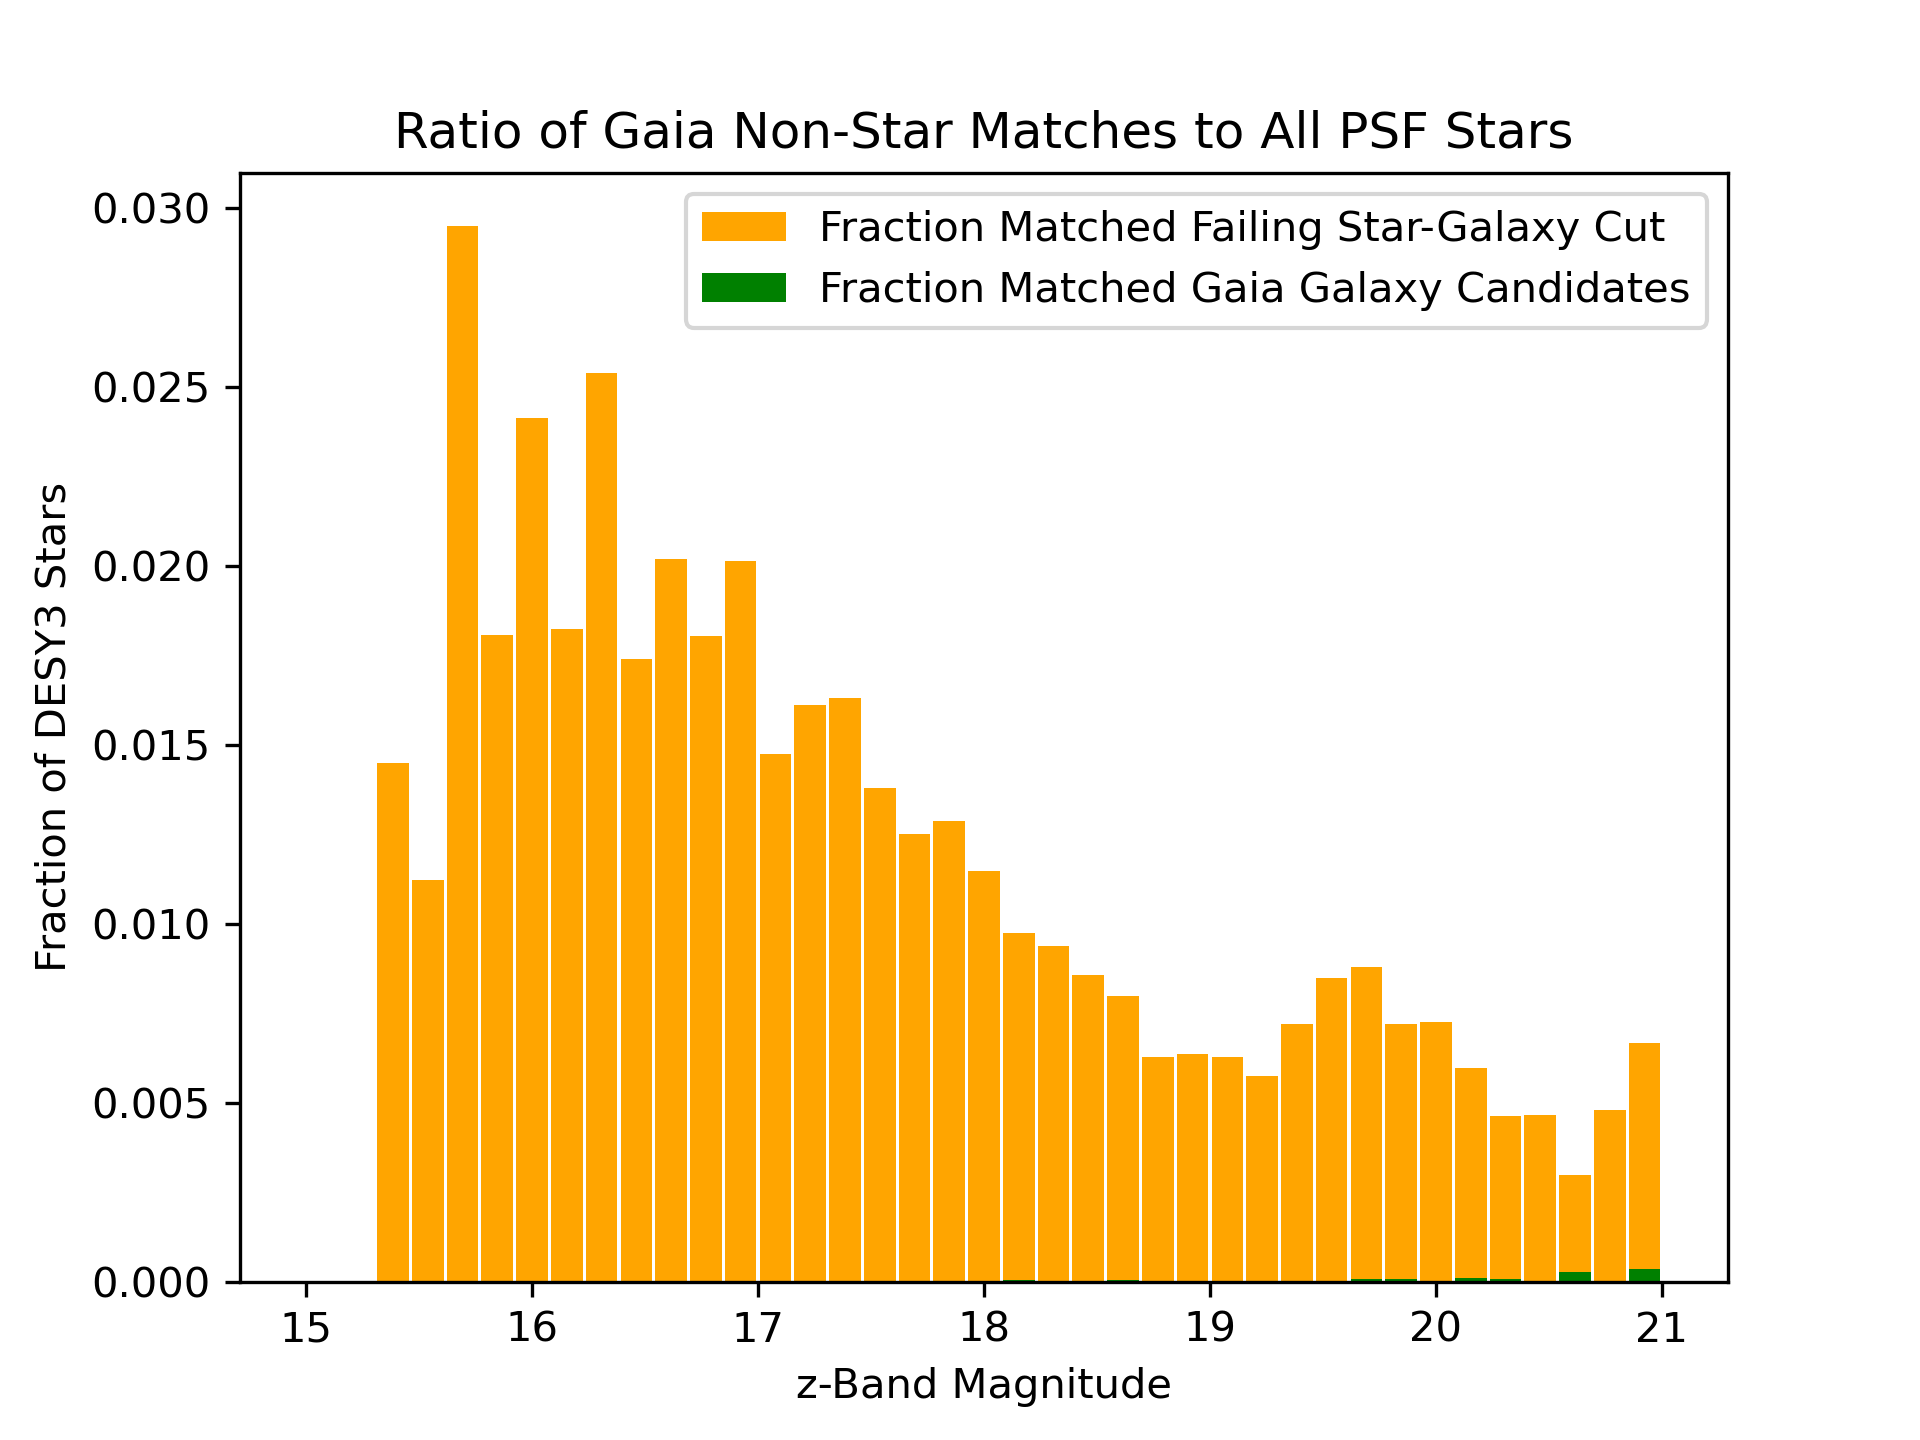 Ratio of Gaia Non-Star Matches to All PSF Stars
Fraction Matched Failing Star-Galaxy Cut
Fraction Matched Gaia Galaxy Candidates
Fraction of DESY3 Stars
0.030
0.025
0.020
0.015
0.010
0.005
0.000
15 16 17 18 19 20 21
z-Band Magnitude